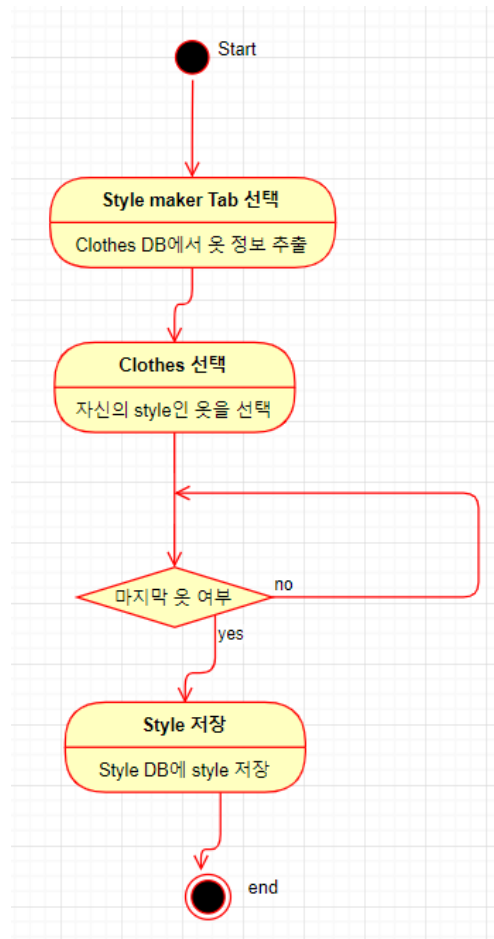 Start
Style maker Tab 선택
Clothes DB에서 옷 정보 추출
Clothes 선택
자신의 style인 옷을 선택
마지막 옷 여부
no
yes
Style 저장
Style DB에 style 저장
end